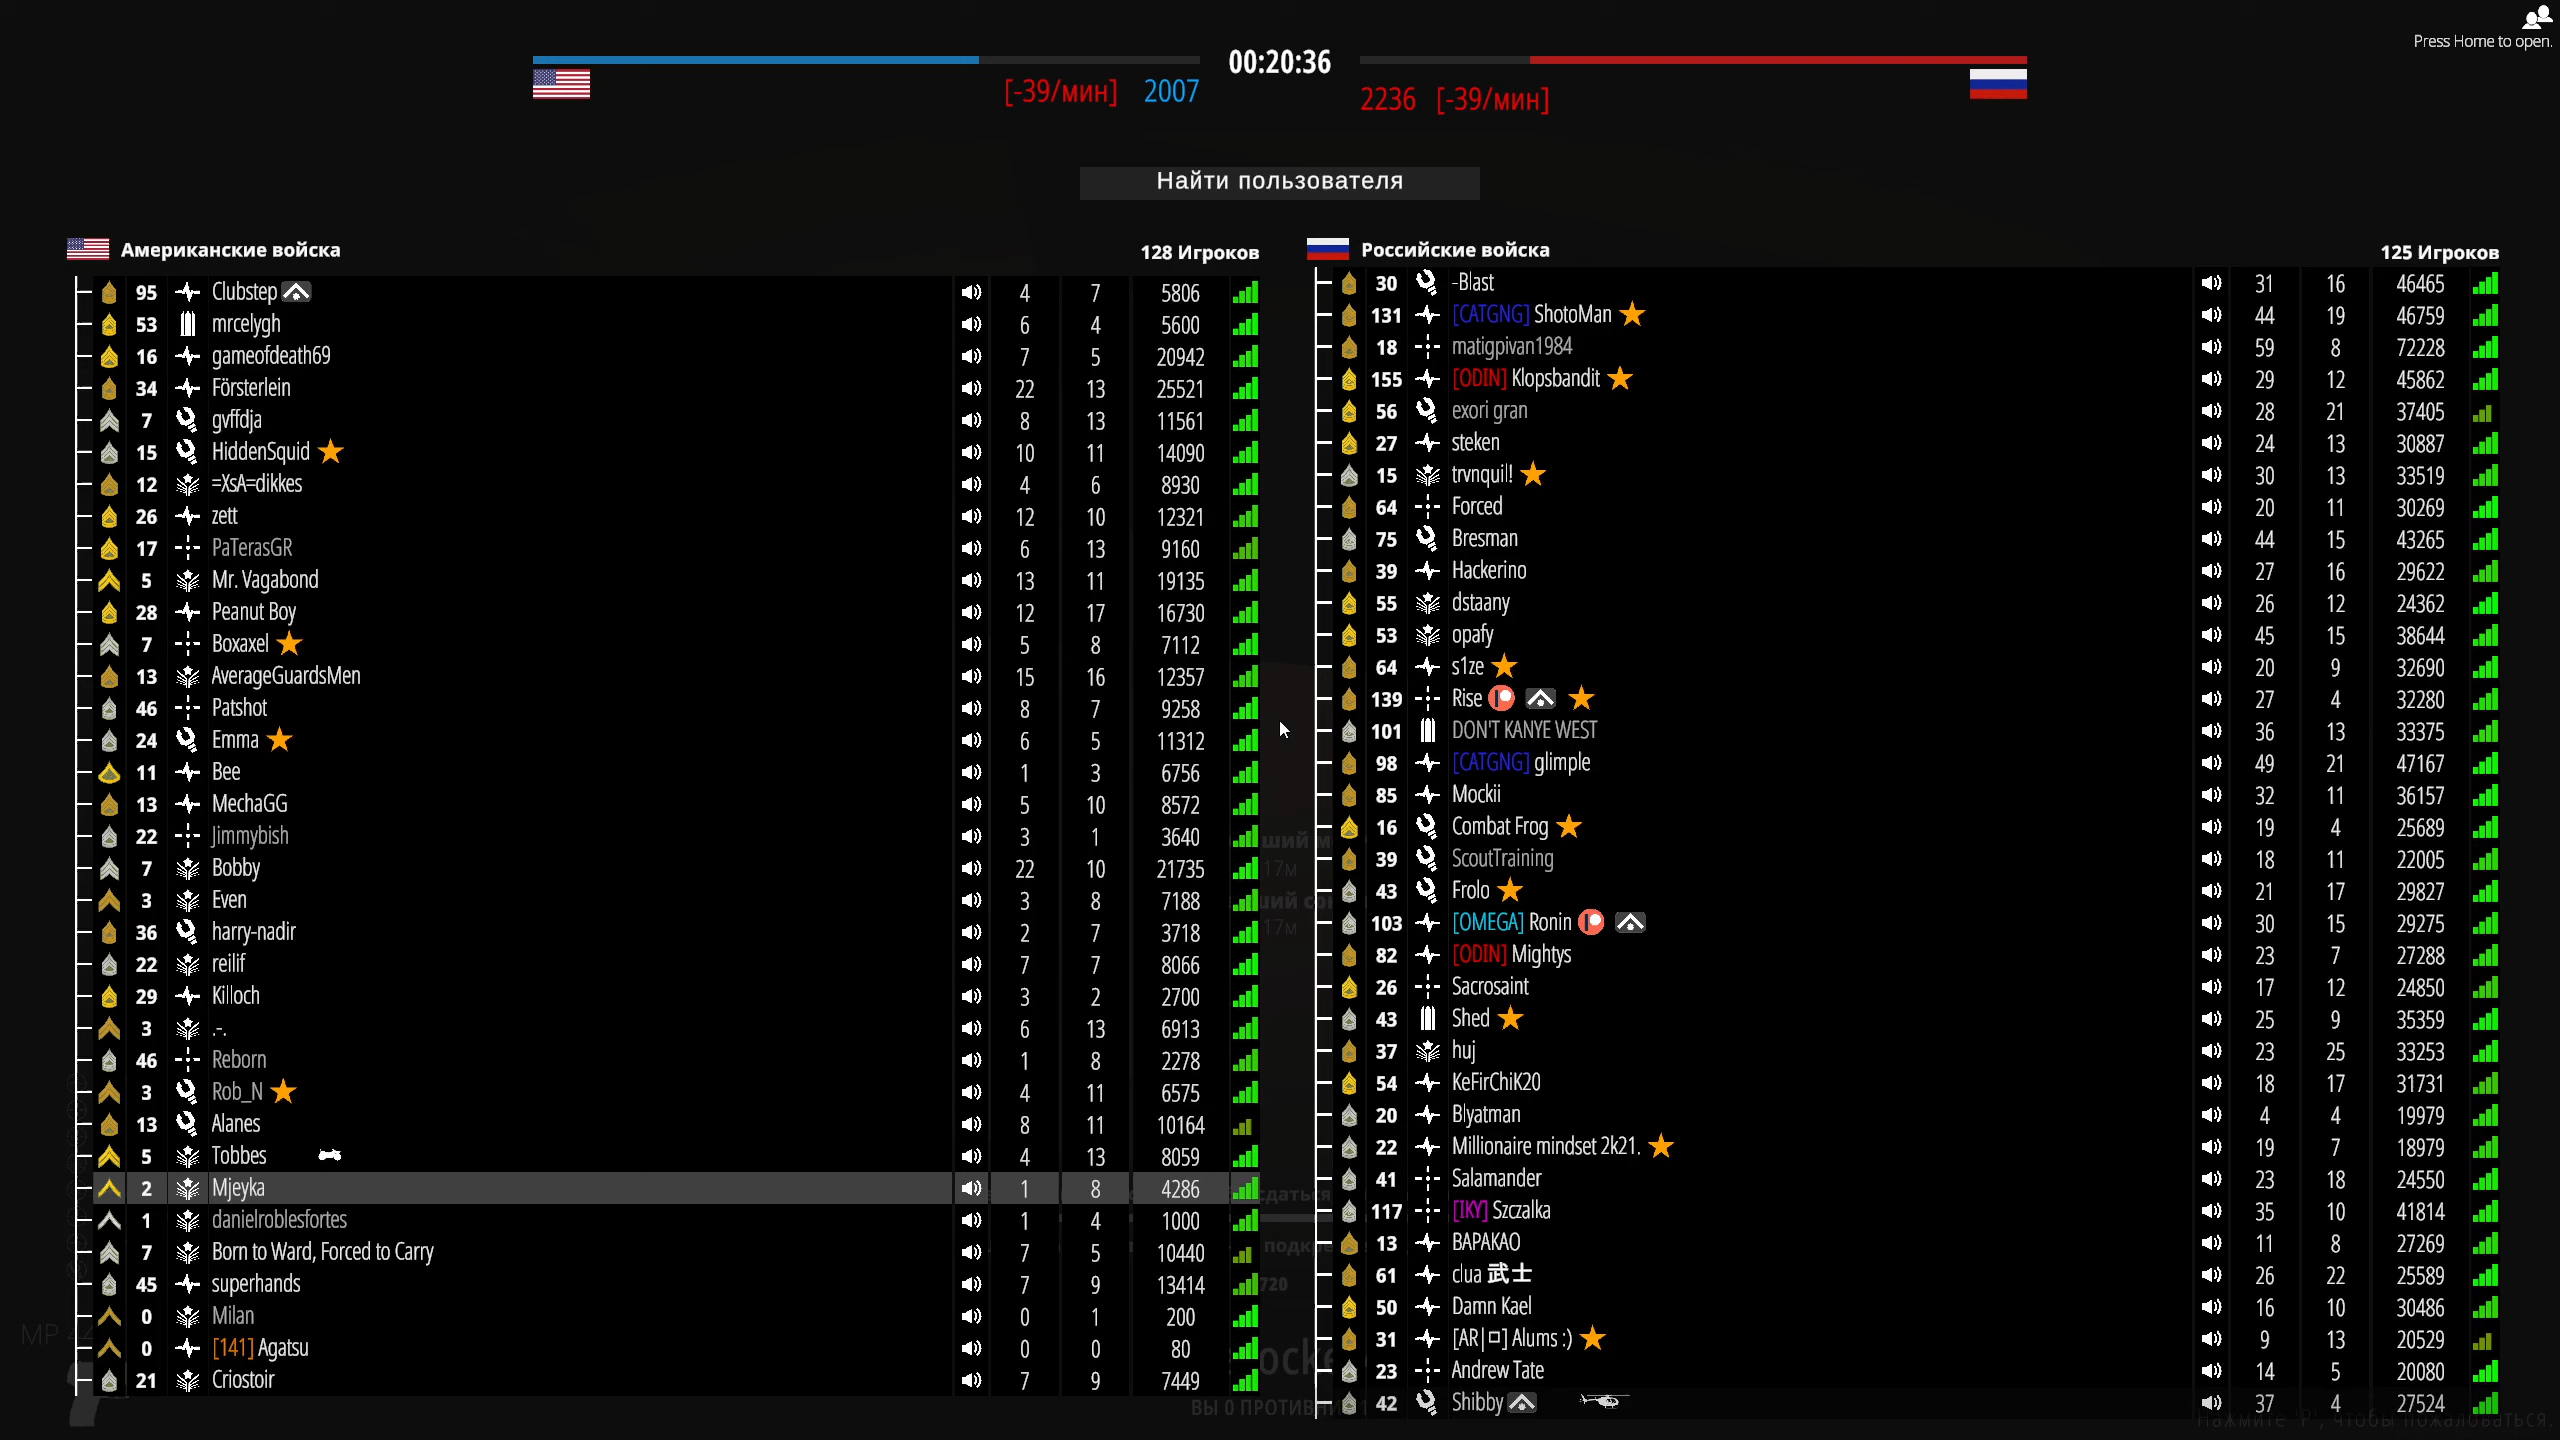 Press Home to open.
00:20:36
[-39/мин] 2007
2236 [-39/мин]
Найти пользователя
Американские войска 128 Игроков
95 Clubstep 4 7 5806
53 mrcelygh 6 4 5600
16 gameofdeath69 7 5 20942
34 Försterlein 22 13 25521
7 gvffdja 8 13 11561
15 HiddenSquid 10 11 14090
12 =XsA=dikkes 4 6 8930
26 zett 12 10 12321
17 PaTerasGR 6 13 9160
5 Mr. Vagabond 13 11 19135
28 Peanut Boy 12 17 16730
7 Boxaxel 5 8 7112
13 AverageGuardsMen 15 16 12357
46 Patshot 8 7 9258
24 Emma 6 5 11312
11 Bee 1 3 6756
13 MechaGG 5 10 8572
22 Jimmybish 3 1 3640
7 Bobby 22 10 21735
3 Even 3 8 7188
36 harry-nadir 2 7 3718
22 reilif 7 7 8066
29 Killoch 3 2 2700
3 .-. 6 13 6913
46 Reborn 1 8 2278
3 Rob_N 4 11 6575
13 Alanes 8 11 10164
5 Tobbes 4 13 8059
2 Mjeyka 1 8 4286
1 danielroblesfortes 1 4 1000
7 Born to Ward, Forced to Carry 7 5 10440
45 superhands 7 9 13414
0 Milan 0 1 200
0 [141] Agatsu 0 0 80
21 Criostoir 7 9 7449
Российские войска 125 Игроков
30 -Blast 31 16 46465
131 [CATGNG] ShotoMan 44 19 46759
18 matigpivan1984 59 8 72228
155 [ODIN] Klopsbandit 29 12 45862
56 exori gran 28 21 37405
27 steken 24 13 30887
15 trvnquil! 30 13 33519
64 Forced 20 11 30269
75 Bresman 44 15 43265
39 Hackerino 27 16 29622
55 dstaany 26 12 24362
53 opafy 45 15 38644
64 s1ze 20 9 32690
139 Rise 27 4 32280
101 DON'T KANYE WEST 36 13 33375
98 [CATGNG] glimple 49 21 47167
85 Mockii 32 11 36157
16 Combat Frog 19 4 25689
39 ScoutTraining 18 11 22005
43 Frolo 21 17 29827
103 [OMEGA] Ronin 30 15 29275
82 [ODIN] Mightys 23 7 27288
26 Sacrosaint 17 12 24850
43 Shed 25 9 35359
37 huj 23 25 33253
54 KeFirChiK20 18 17 31731
20 Blyatman 4 4 19979
22 Millionaire mindset 2k21. 19 7 18979
41 Salamander 23 18 24550
117 [IKY] Szczalka 35 10 41814
13 BAPAKAO 11 8 27269
61 clua 武士 26 22 25589
50 Damn Kael 16 10 30486
31 [AR|ロ] Alums :) 9 13 20529
23 Andrew Tate 14 5 20080
42 Shibby 37 4 27524
17м
17м
720
MP 44
ВЫ 0
Нажмите 'P', чтобы пожаловаться.